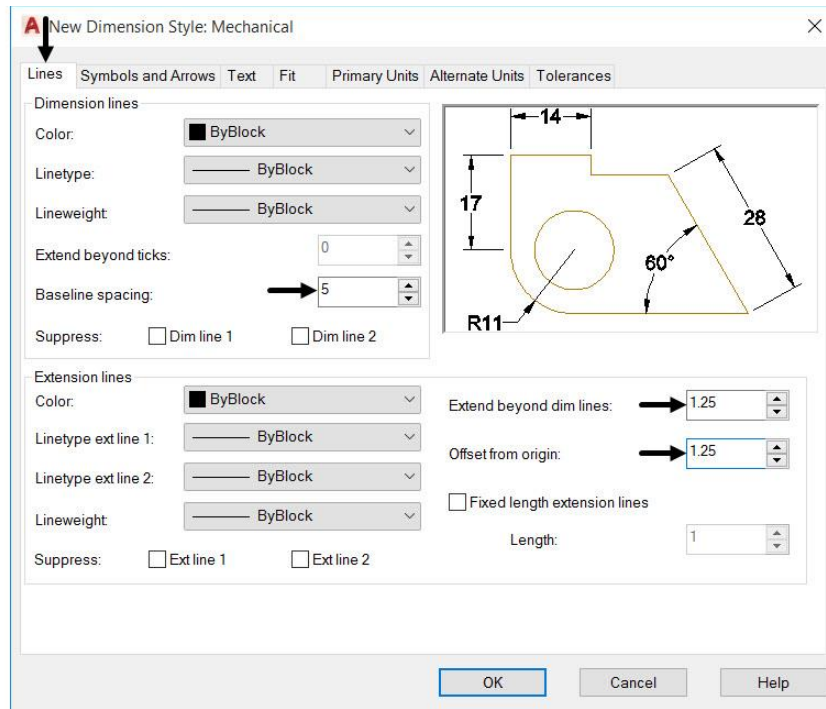 A New Dimension Style: Mechanical
Lines Symbols and Arrows Text Fit Primary Units Alternate Units Tolerances
Dimension lines
Color: ByBlock
Linetype: ByBlock
Lineweight: ByBlock
Extend beyond ticks: 0
Baseline spacing: 5
Suppress: Dim line 1 Dim line 2
14
17
28
60°
R11
Extension lines
Color: ByBlock
Linetype ext line 1: ByBlock
Linetype ext line 2: ByBlock
Lineweight: ByBlock
Suppress: Ext line 1 Ext line 2
Extend beyond dim lines: 1.25
Offset from origin: 1.25
Fixed length extension lines
Length: 1
OK Cancel Help